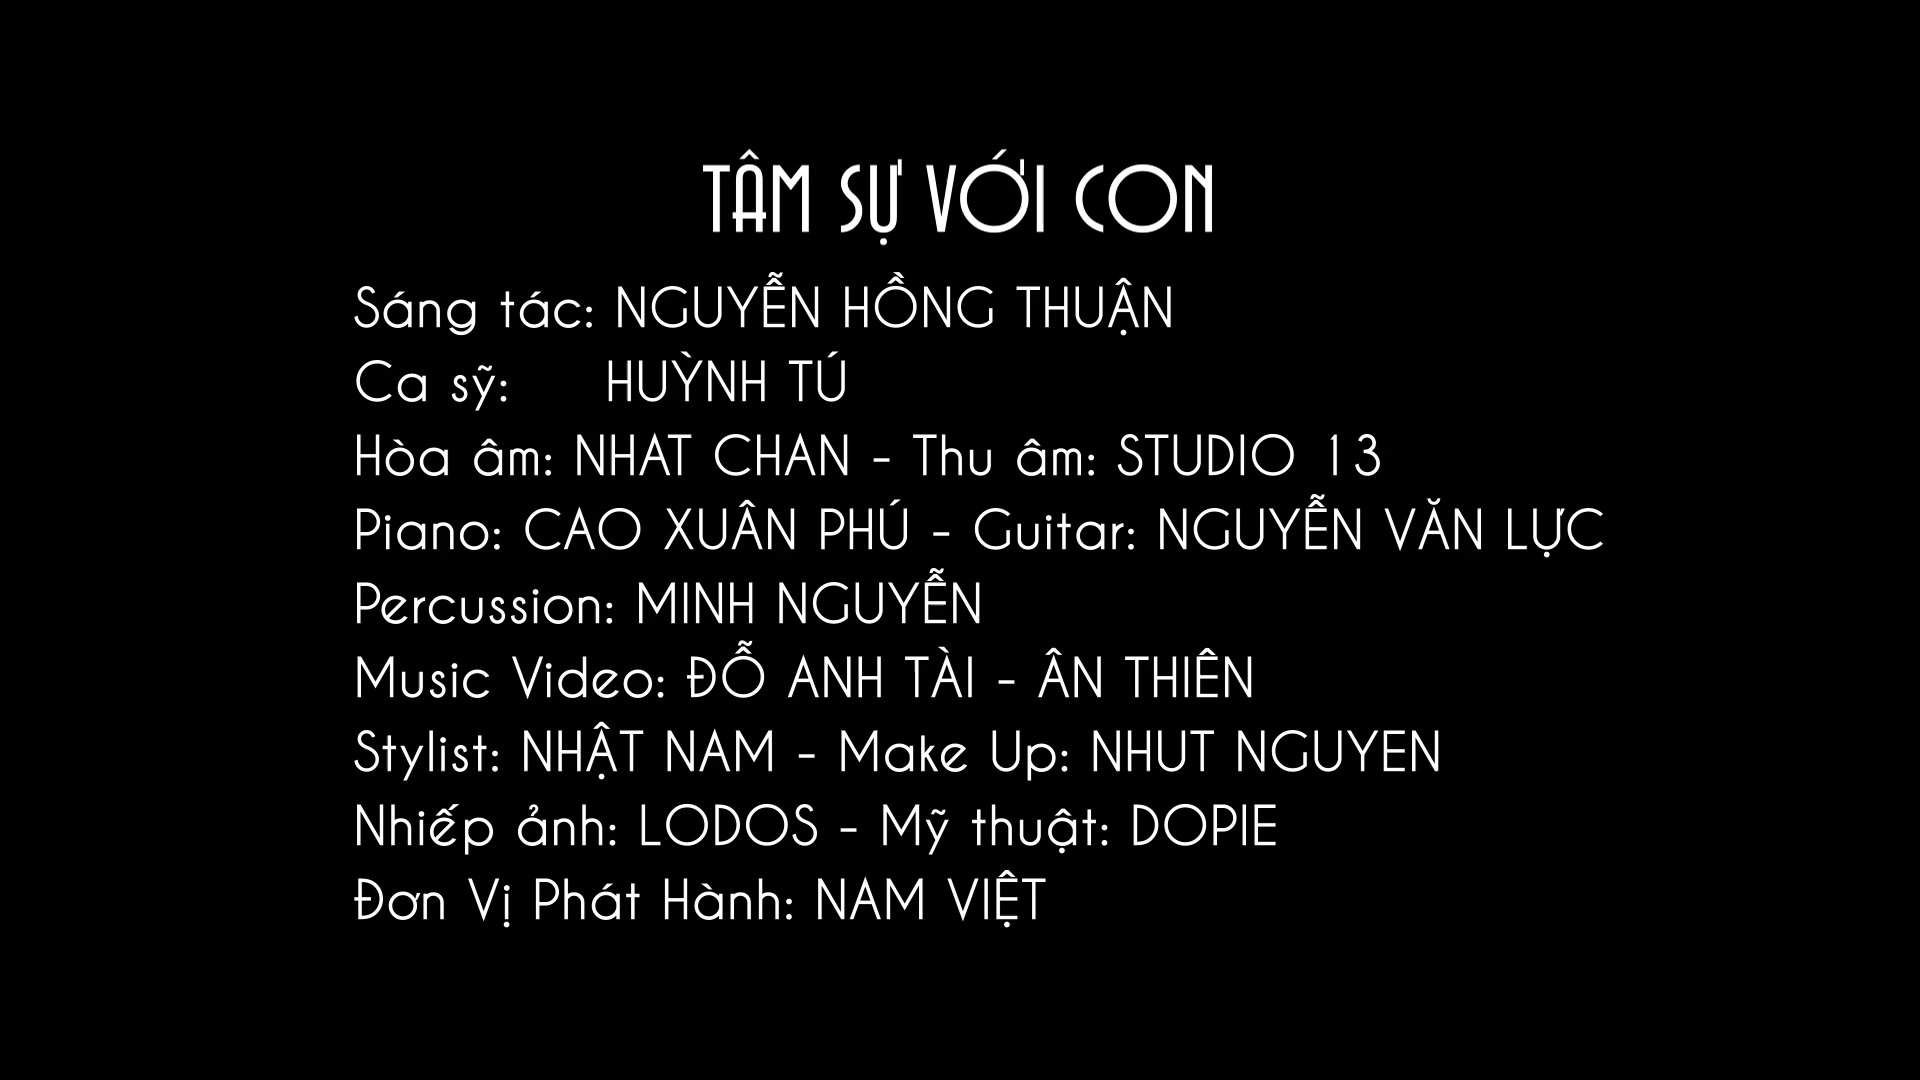 TÂM SỰ VỚI CON
Sáng tác: NGUYỄN HỒNG THUẬN
Ca sỹ: HUỲNH TÚ
Hòa âm: NHAT CHAN - Thu âm: STUDIO 13
Piano: CAO XUÂN PHÚ - Guitar: NGUYỄN VĂN LỰC
Percussion: MINH NGUYỄN
Music Video: ĐỖ ANH TÀI - ÂN THIÊN
Stylist: NHẬT NAM - Make Up: NHUT NGUYEN
Nhiếp ảnh: LODOS - Mỹ thuật: DOPIE
Đơn Vị Phát Hành: NAM VIỆT